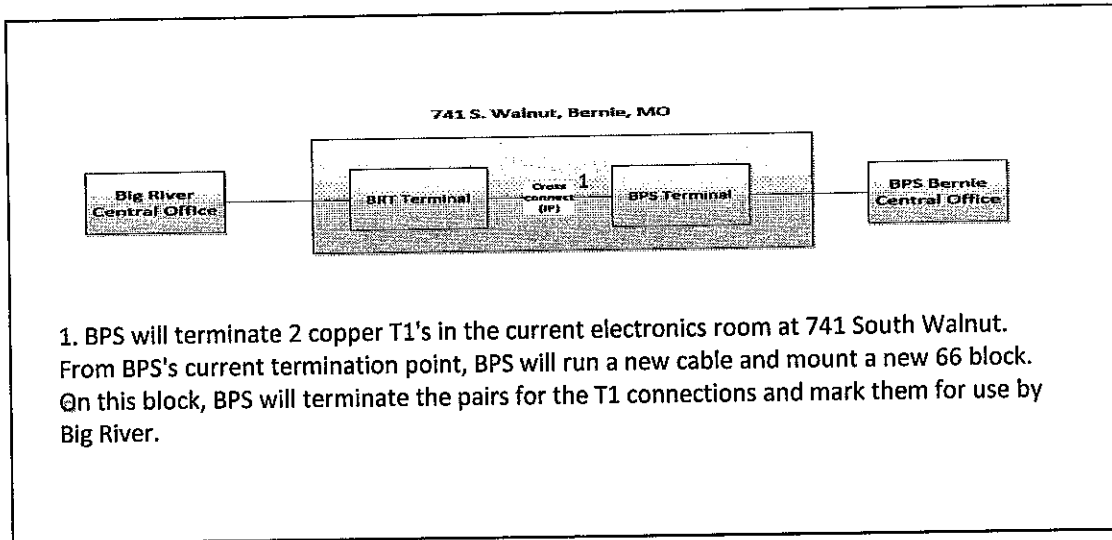 741 S. Walnut, Bernie, MO
Big River
Central Office
BRT Terminal
Cross
connect
(IP)
1
BPS Terminal
BPS Bernie
Central Office
1. BPS will terminate 2 copper T1's in the current electronics room at 741 South Walnut.
From BPS's current termination point, BPS will run a new cable and mount a new 66 block.
On this block, BPS will terminate the pairs for the T1 connections and mark them for use by
Big River.